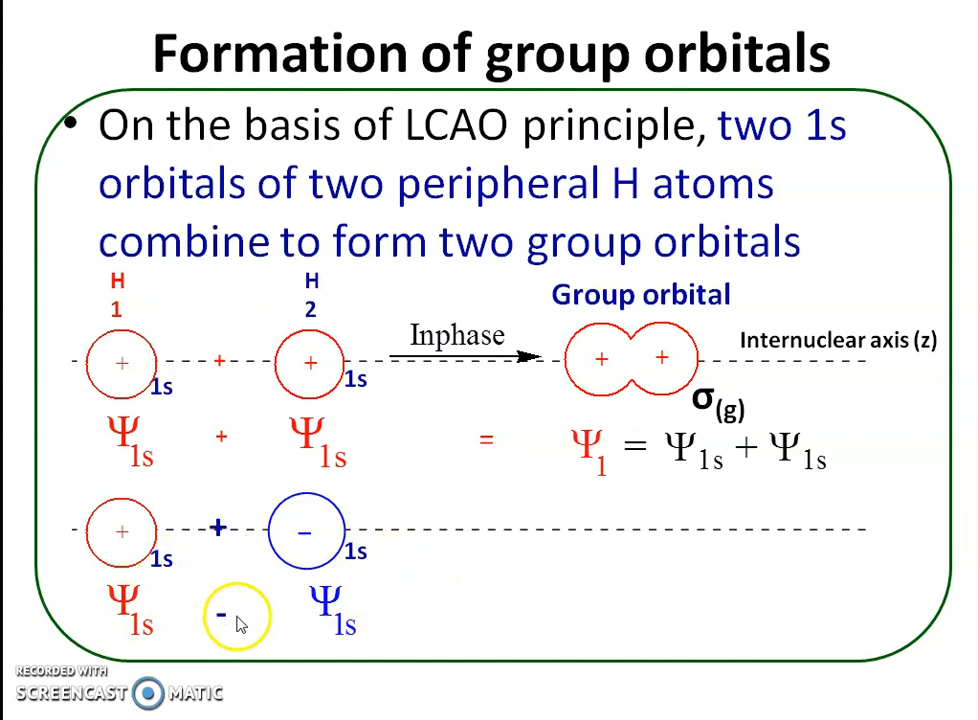 Formation of group orbitals
• On the basis of LCAO principle, two 1s
orbitals of two peripheral H atoms
combine to form two group orbitals
H H
1 2
Group orbital
Inphase
Internuclear axis (z)
+ + + + +
1s 1s
σ(g)
Ψ1s + Ψ1s = Ψ1 = Ψ1s + Ψ1s
+ + –
1s 1s
Ψ1s - Ψ1s
RECORDED WITH
SCREENCAST MATIC